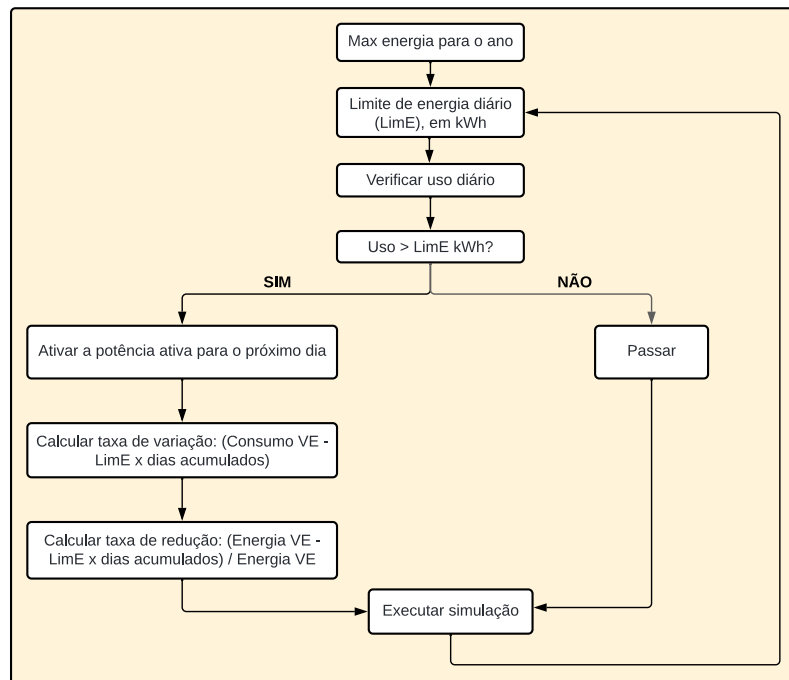 Max energia para o ano
Limite de energia diário
(LimE), em kWh
Verificar uso diário
Uso > LimE kWh?
SIM
NÃO
Ativar a potência ativa para o próximo dia
Passar
Calcular taxa de variação: (Consumo VE -
LimE x dias acumulados)
Calcular taxa de redução: (Energia VE -
LimE x dias acumulados) / Energia VE
Executar simulação